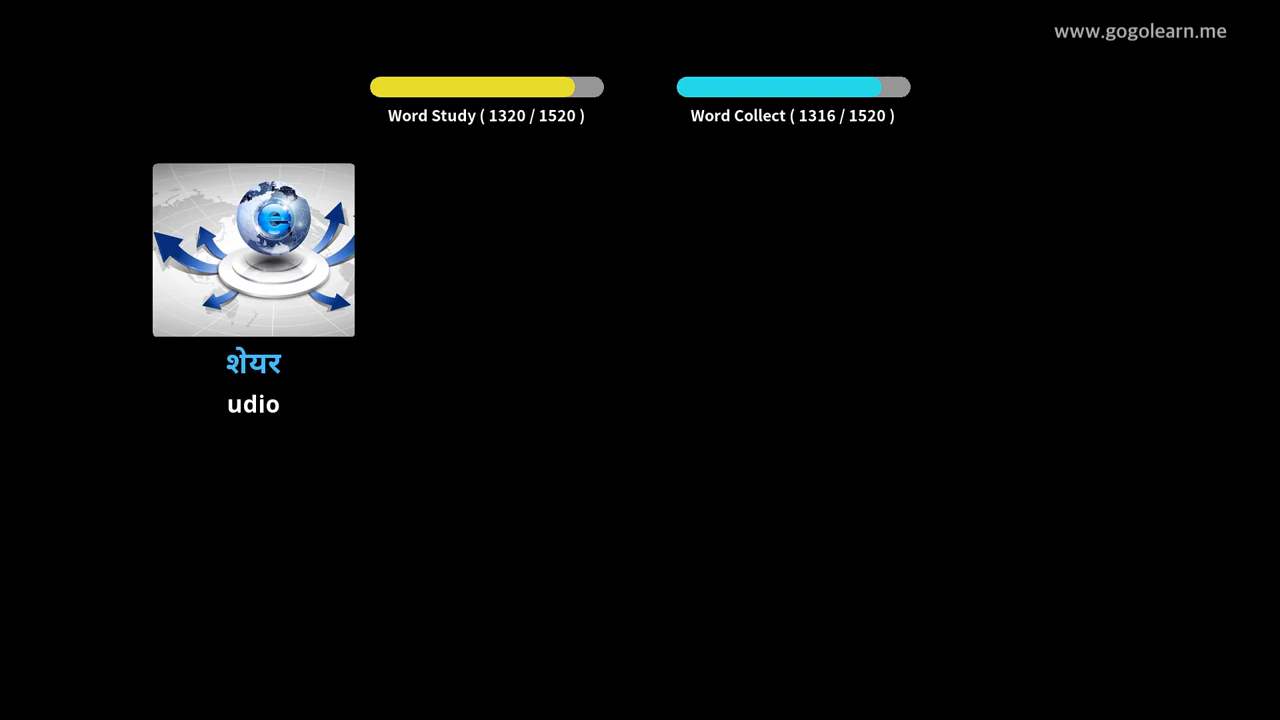 www.gogolearn.me
Word Study ( 1320 / 1520 )
Word Collect ( 1316 / 1520 )
e
शेयर
udio